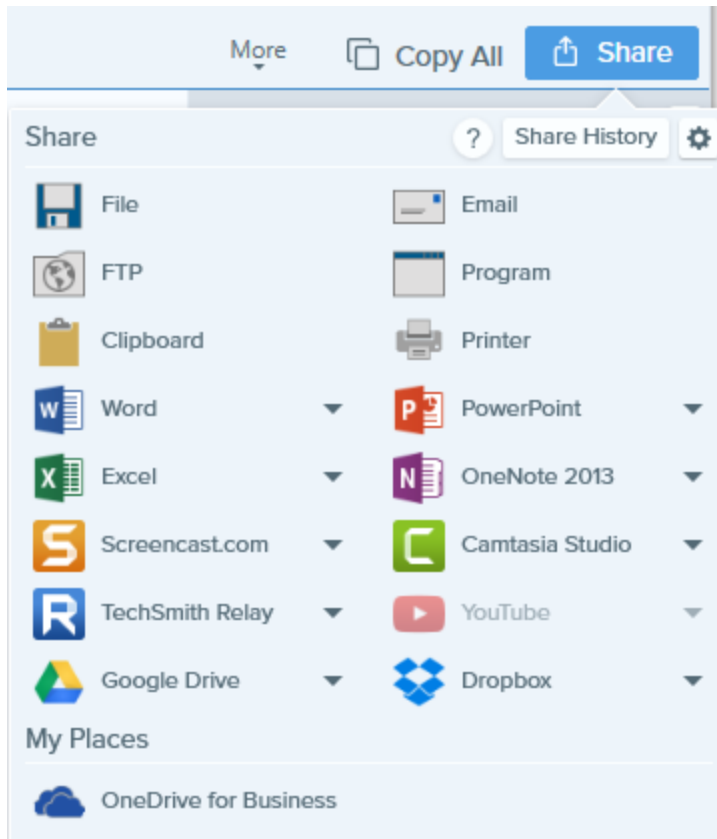 More Copy All Share
Share ? Share History
File Email
FTP Program
Clipboard Printer
Word PowerPoint
Excel OneNote 2013
Screencast.com Camtasia Studio
TechSmith Relay YouTube
Google Drive Dropbox
My Places
OneDrive for Business